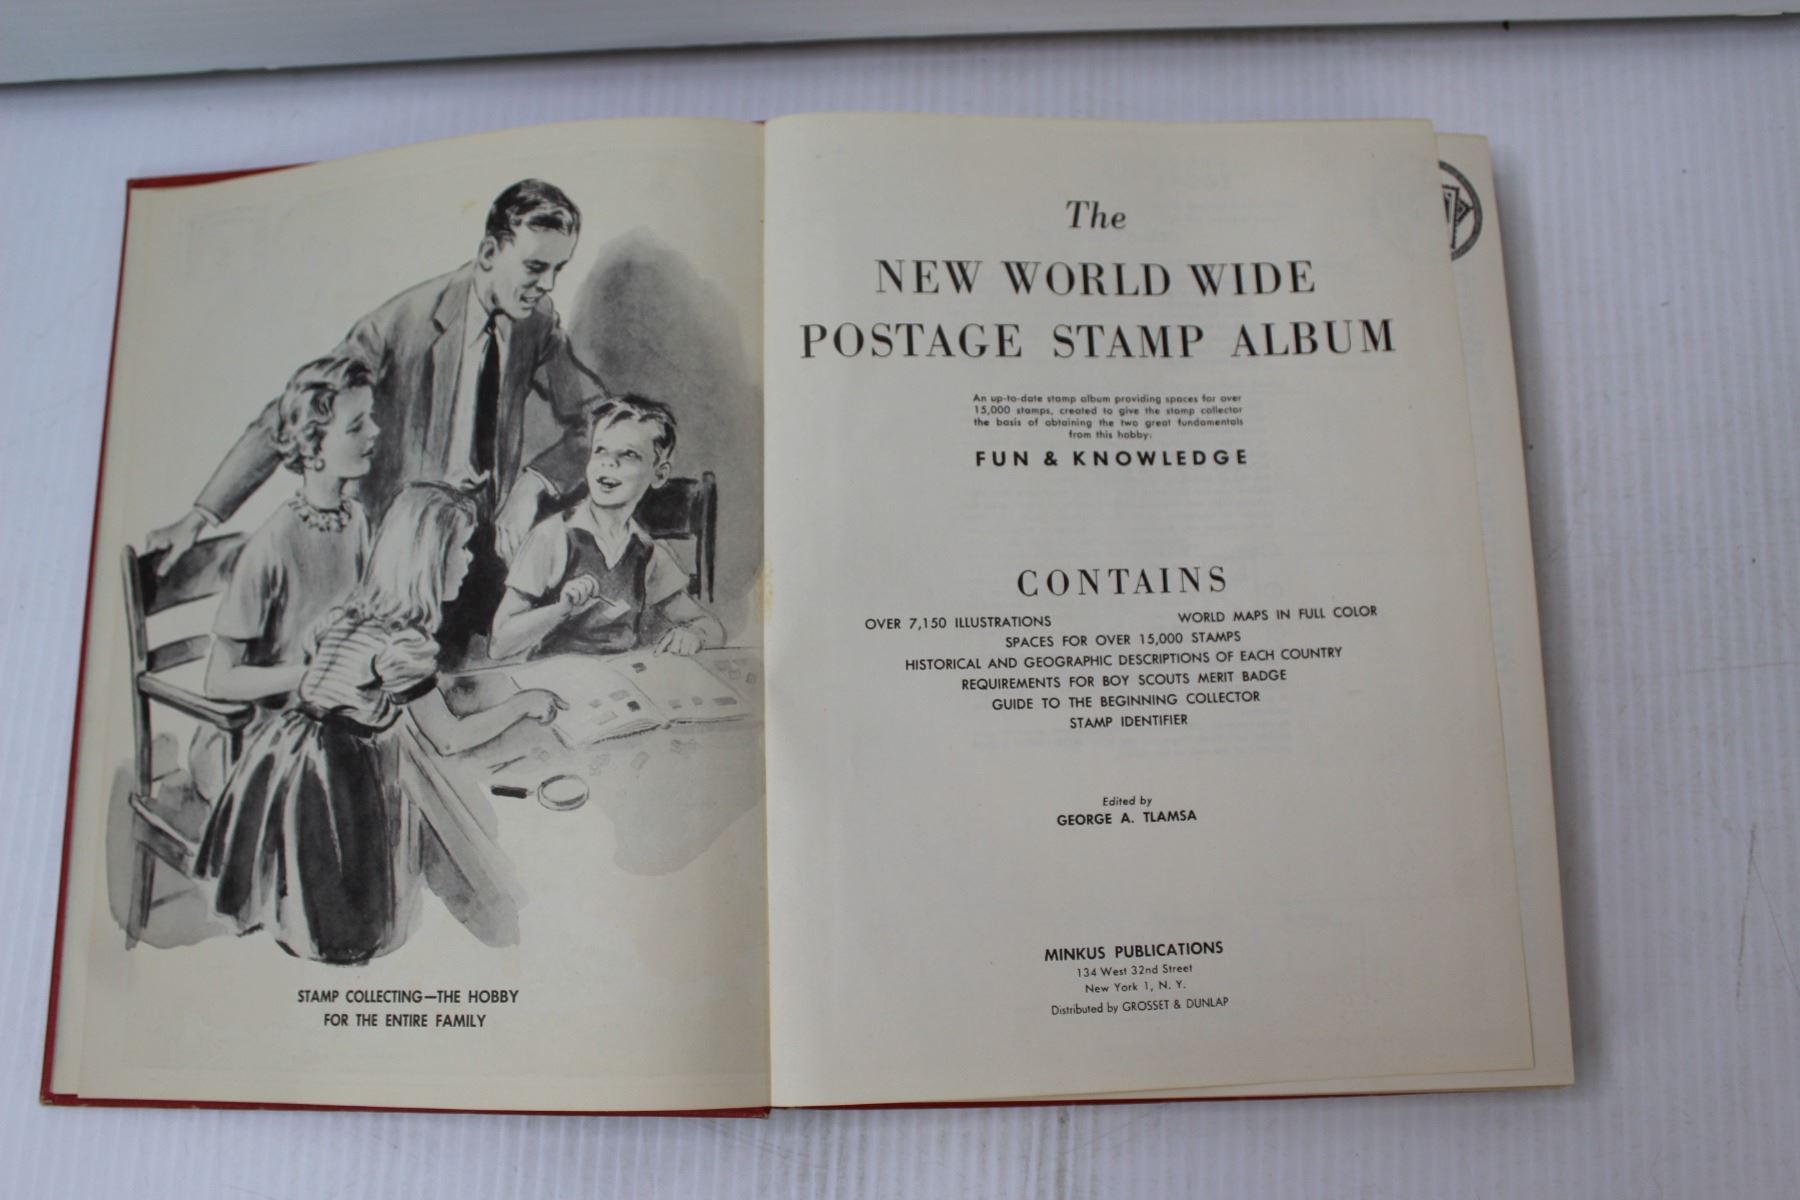 STAMP COLLECTING—THE HOBBY
FOR THE ENTIRE FAMILY
The
NEW WORLD WIDE
POSTAGE STAMP ALBUM
An up-to-date stamp album providing spaces for over
15,000 stamps, created to give the stamp collector
the basis of obtaining the two great fundamentals
from this hobby:
FUN & KNOWLEDGE
CONTAINS
OVER 7,150 ILLUSTRATIONS WORLD MAPS IN FULL COLOR
SPACES FOR OVER 15,000 STAMPS
HISTORICAL AND GEOGRAPHIC DESCRIPTIONS OF EACH COUNTRY
REQUIREMENTS FOR BOY SCOUTS MERIT BADGE
GUIDE TO THE BEGINNING COLLECTOR
STAMP IDENTIFIER
Edited by
GEORGE A. TLAMSA
MINKUS PUBLICATIONS
134 West 32nd Street
New York 1, N. Y.
Distributed by GROSSET & DUNLAP